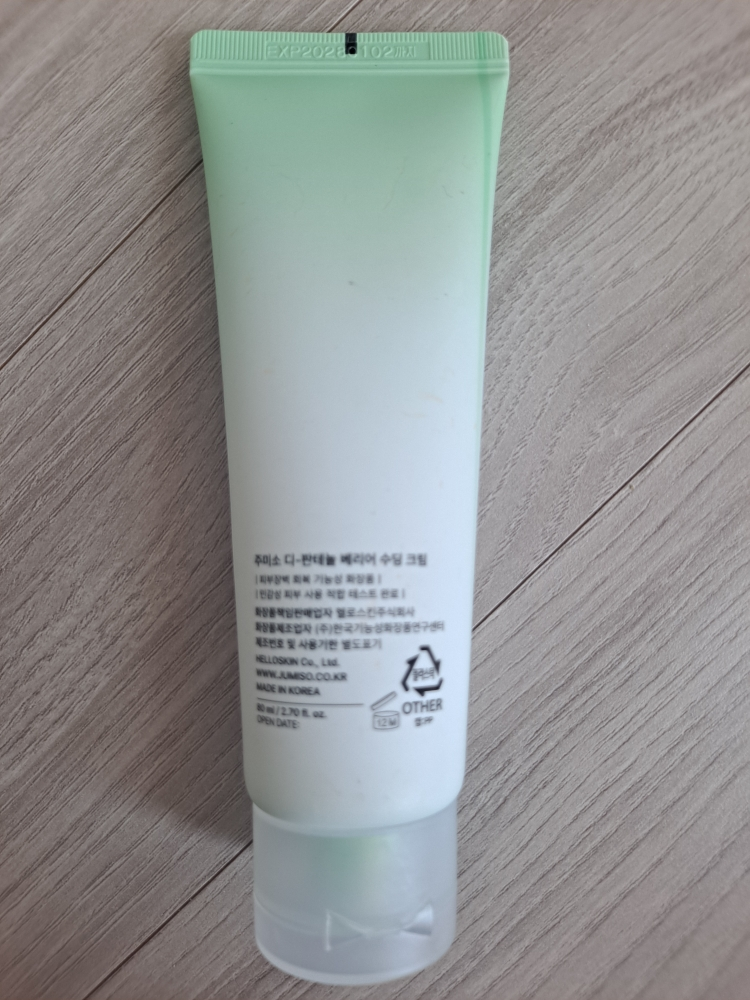 주미소 디-판테놀 베리어 수딩 크림
| 피부장벽 회복 기능성 화장품 |
| 민감성 피부 사용 적합 테스트 완료 |
화장품책임판매업자 헬로스킨주식회사
화장품제조업자 (주)한국기능성화장품연구센터
제조번호 및 사용기한 별도표기
HELLOSKIN Co., Ltd.
WWW.JUMISO.CO.KR
MADE IN KOREA
80 ml / 2.70 fl. oz.
OPEN DATE:
12 M
OTHER
캡:PP